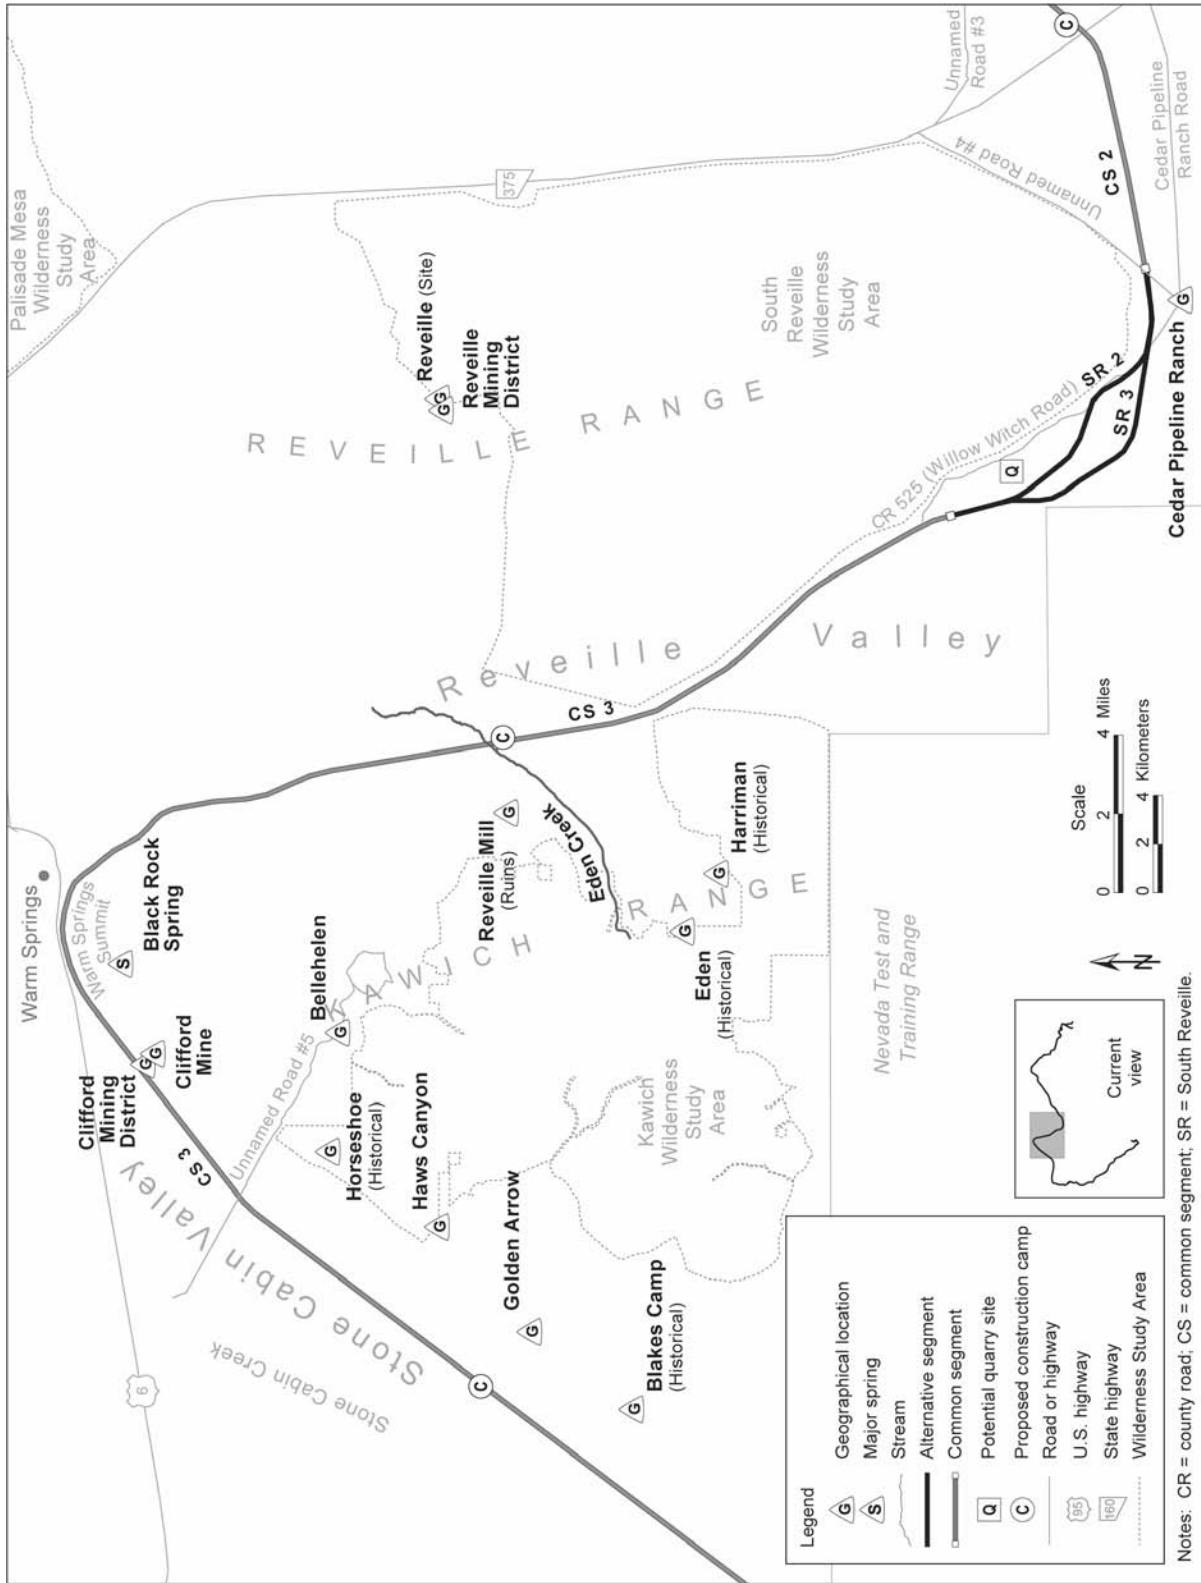 Palisade Mesa
Wilderness
Study
Area
Warm Springs
Warm Springs
Summit
S
Black Rock
Spring
Clifford
Mining
District
G
G
Clifford
Mine
6
CS 3
Unnamed Road #5
Stone Cabin Valley
Stone Cabin Creek
Bellehelen
G
Horseshoe
(Historical)
G
Haws Canyon
G
Golden Arrow
G
Blakes Camp
(Historical)
G
C
KAWICH RANGE
Kawich
Wilderness
Study
Area
Reveille Mill
(Ruins)
G
Eden Creek
Eden
(Historical)
G
Harriman
(Historical)
G
C
CS 3
Reveille Valley
REVEILLE RANGE
Reveille (Site)
G
G
Reveille
Mining
District
375
South
Reveille
Wilderness
Study
Area
Unnamed
Road #3
Unnamed Road #4
C
CS 2
Cedar Pipeline
Ranch Road
CR 525 (Willow Witch Road)
Q
SR 2
SR 3
G
Cedar Pipeline Ranch
Nevada Test and
Training Range
Scale
0 2 4 Miles
0 2 4 Kilometers
N
Current
view
Legend
G Geographical location
S Major spring
Stream
Alternative segment
Common segment
Q Potential quarry site
C Proposed construction camp
Road or highway
95 U.S. highway
160 State highway
Wilderness Study Area
Notes: CR = county road; CS = common segment; SR = South Reveille.